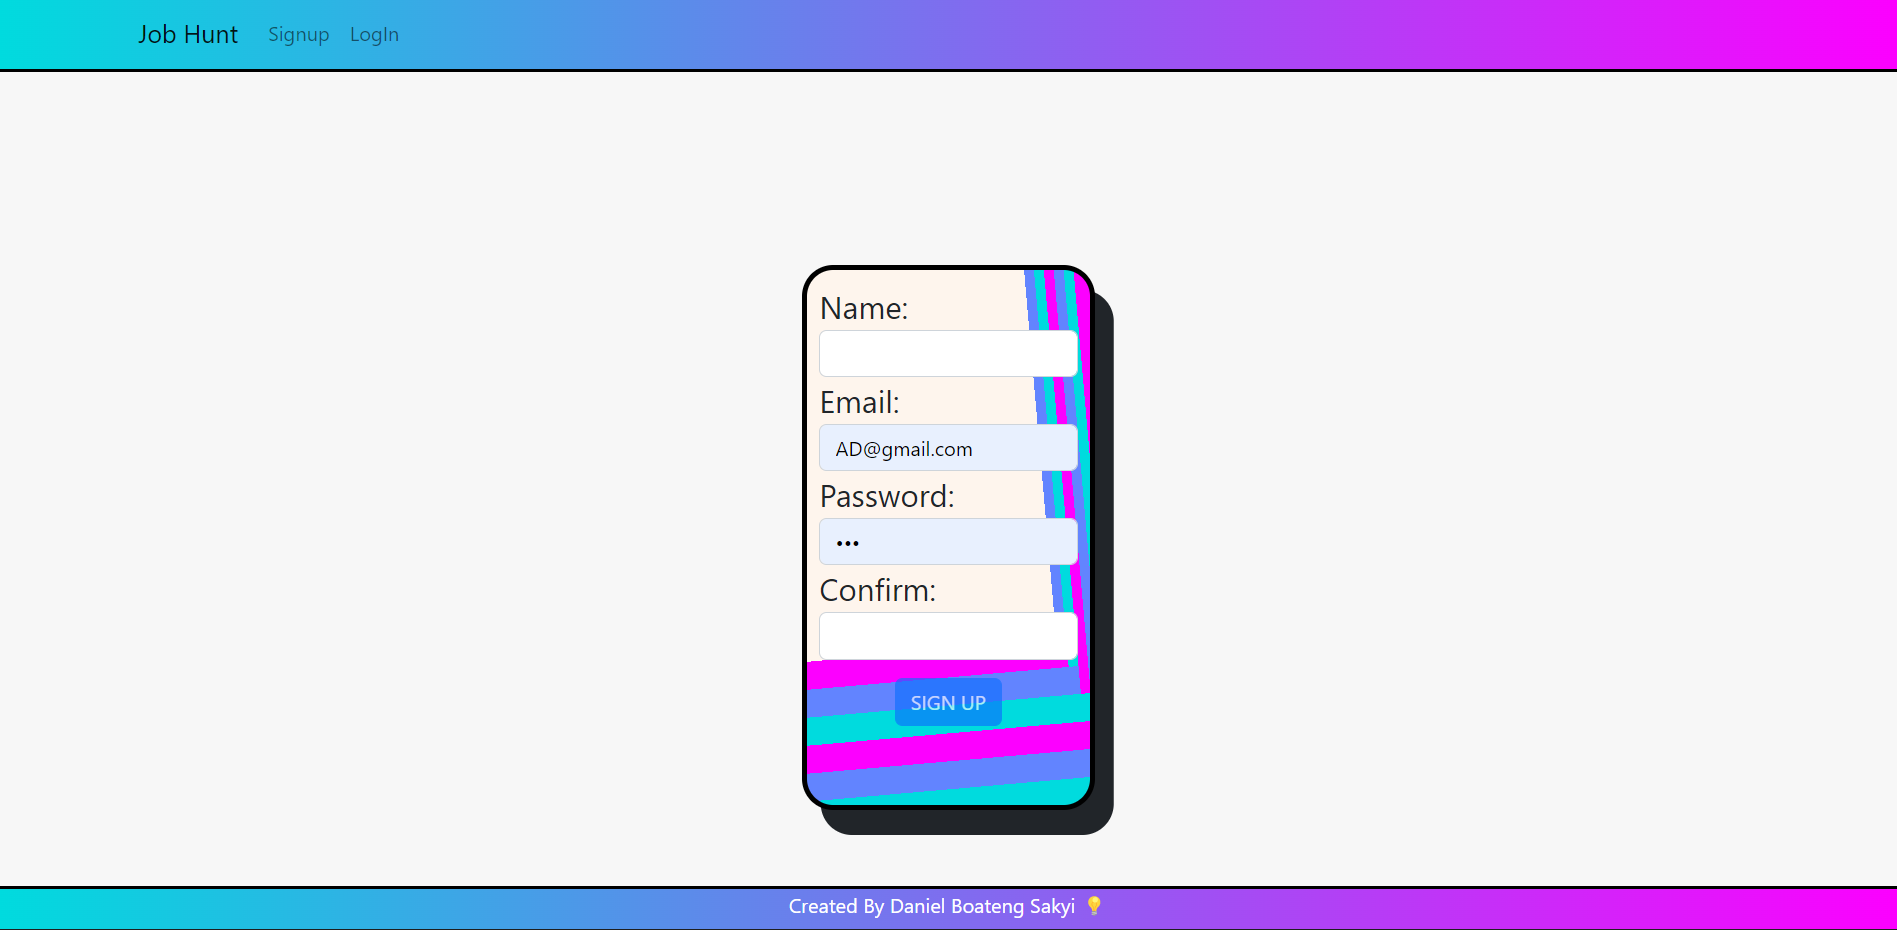 Job Hunt Signup LogIn
Name:
Email:
AD@gmail.com
Password:
•••
Confirm:
SIGN UP
Created By Daniel Boateng Sakyi 💡